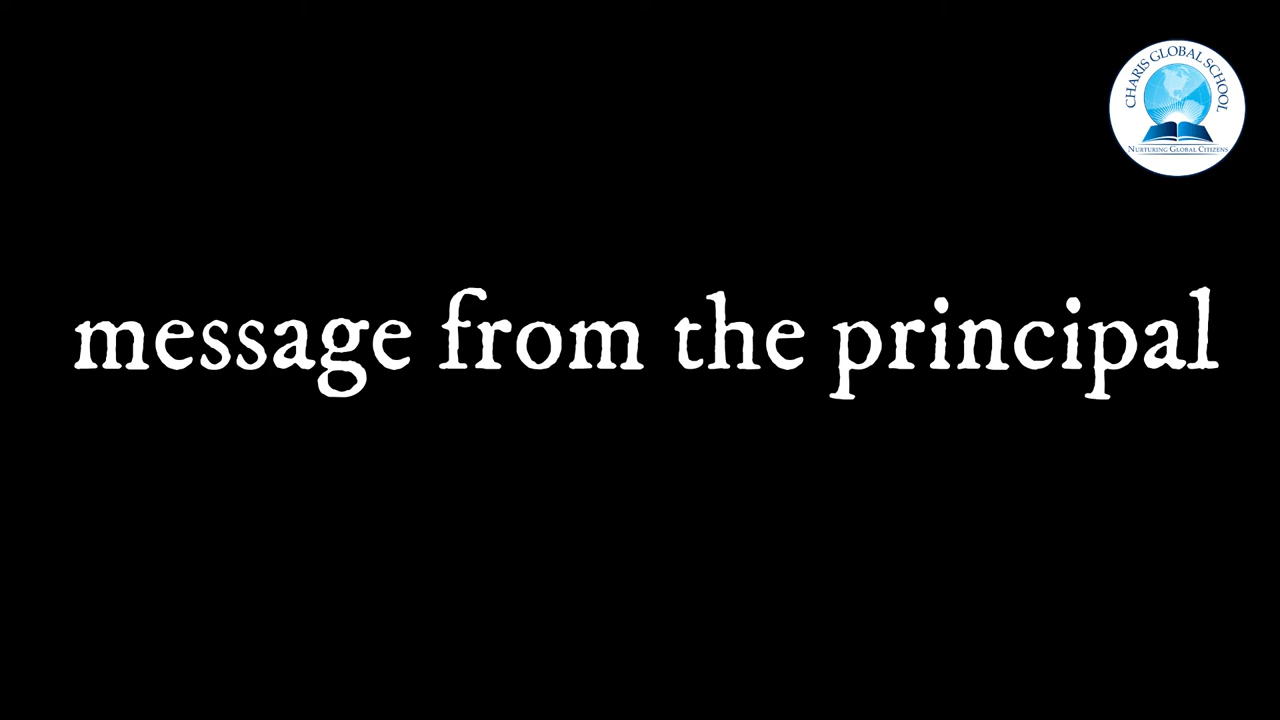 CHARIS GLOBAL SCHOOL
NURTURING GLOBAL CITIZENS
message from the principal